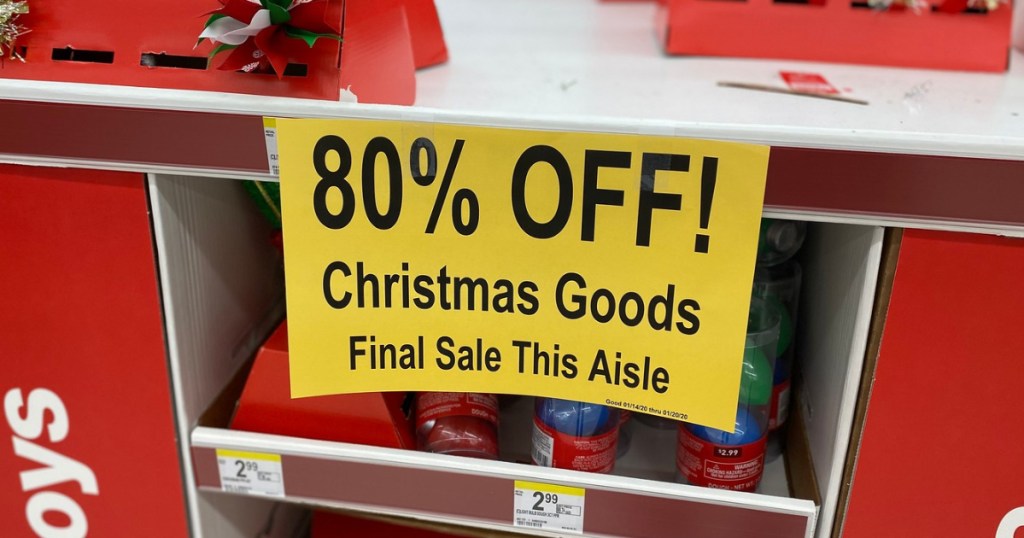 80% OFF!
Christmas Goods
Final Sale This Aisle
Good 01/14/20 thru 01/20/20
$2.99
2 99
2 99
oys